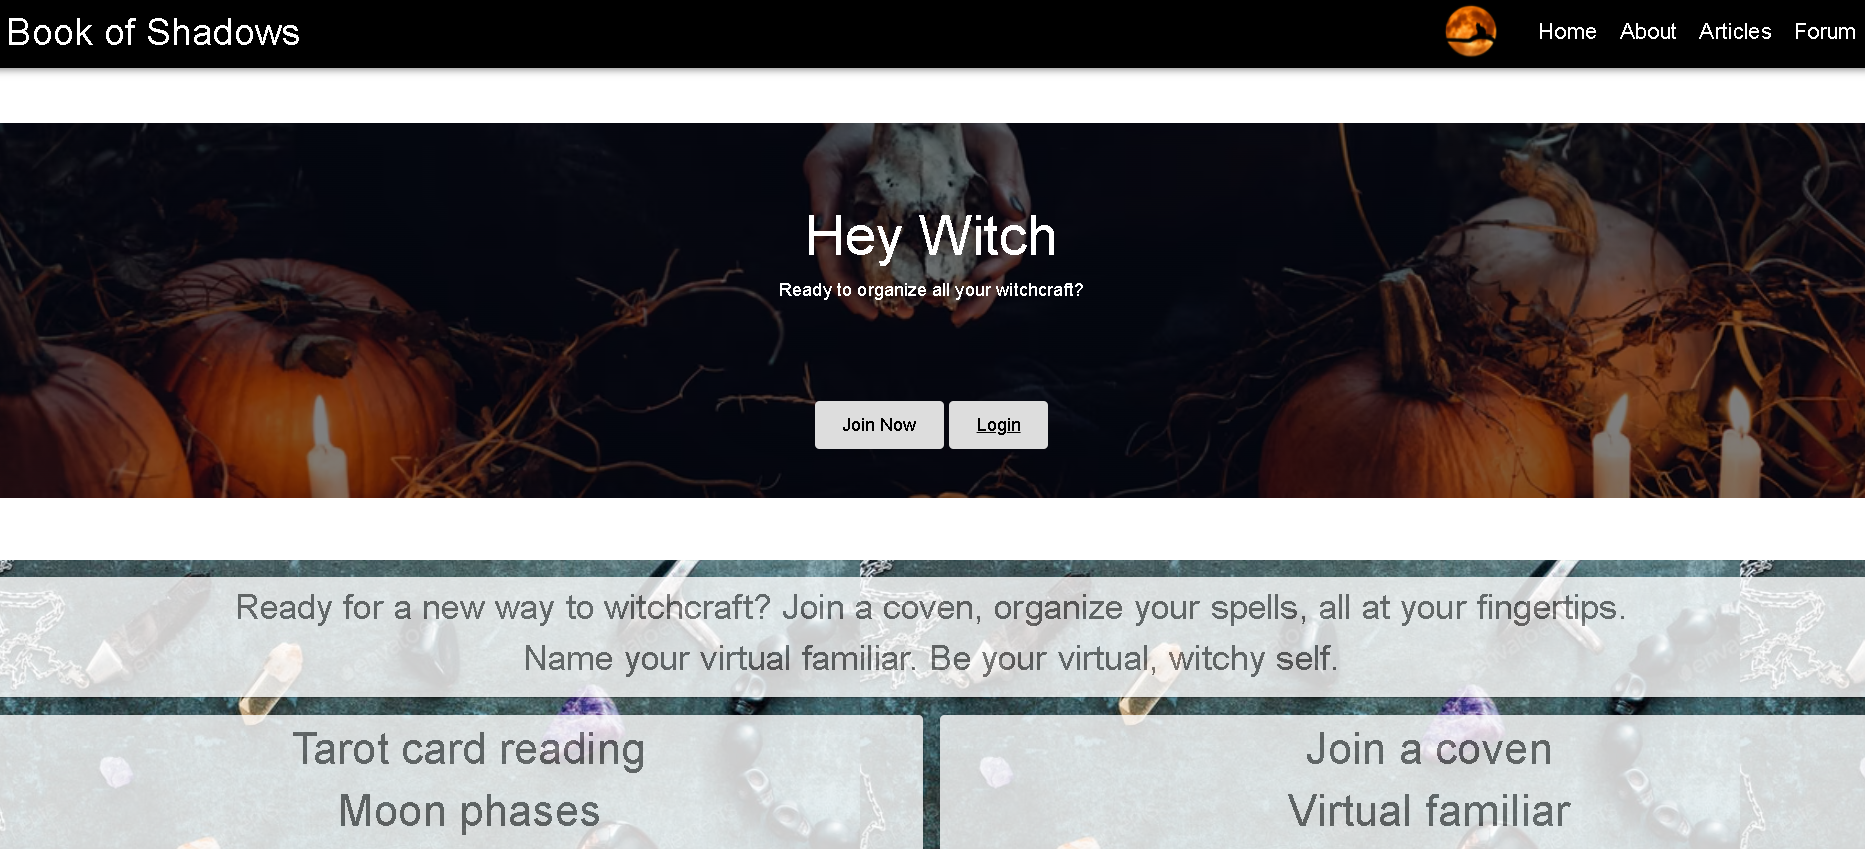 Book of Shadows
Home About Articles Forum
Hey Witch
Ready to organize all your witchcraft?
Join Now Login
Ready for a new way to witchcraft? Join a coven, organize your spells, all at your fingertips.
Name your virtual familiar. Be your virtual, witchy self.
Tarot card reading
Moon phases
Join a coven
Virtual familiar